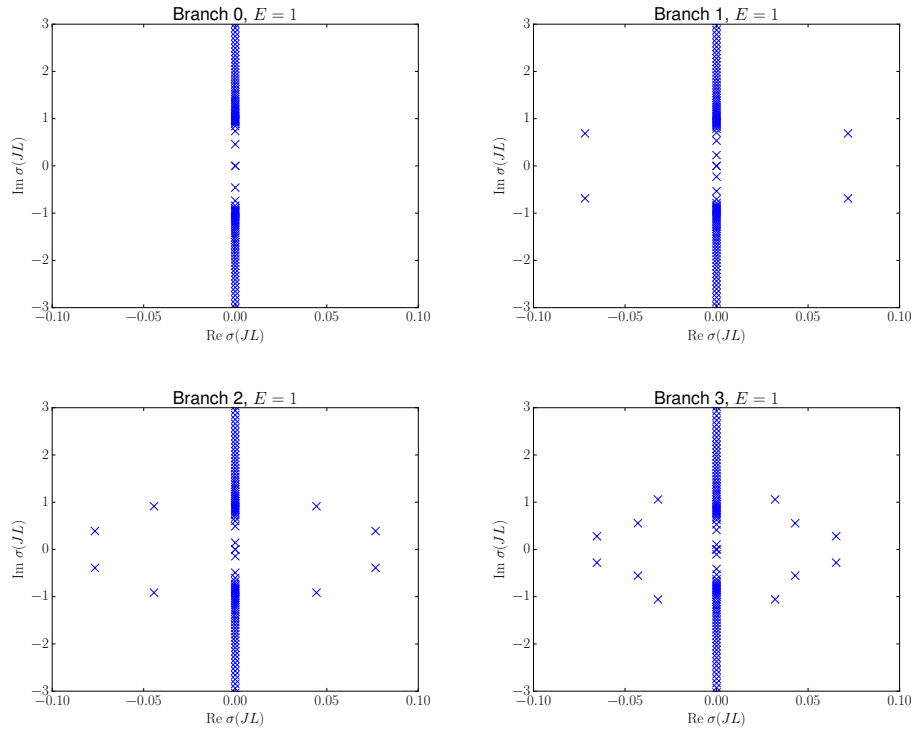 Branch 0, E = 1
3
2
1
0
−1
−2
−3
Im σ(JL)
−0.10 −0.05 0.00 0.05 0.10
Re σ(JL)
Branch 1, E = 1
3
2
1
0
−1
−2
−3
Im σ(JL)
−0.10 −0.05 0.00 0.05 0.10
Re σ(JL)
Branch 2, E = 1
3
2
1
0
−1
−2
−3
Im σ(JL)
−0.10 −0.05 0.00 0.05 0.10
Re σ(JL)
Branch 3, E = 1
3
2
1
0
−1
−2
−3
Im σ(JL)
−0.10 −0.05 0.00 0.05 0.10
Re σ(JL)